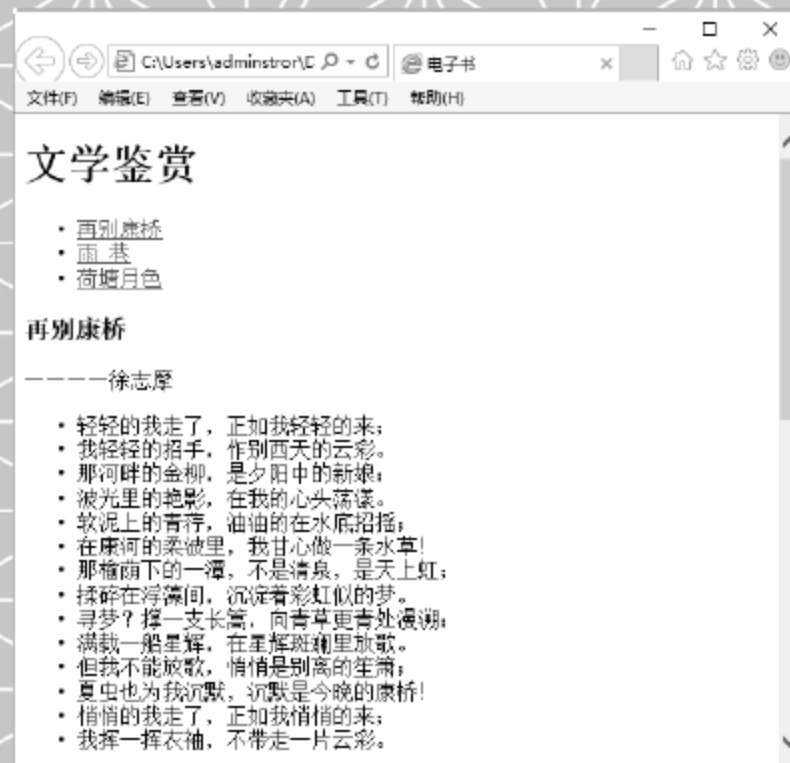 C:\Users\adminstror\D
电子书
文件(F) 编辑(E) 查看(V) 收藏夹(A) 工具(T) 帮助(H)
文学鉴赏
• 再别康桥
• 雨 巷
• 荷塘月色
再别康桥
————徐志摩
• 轻轻的我走了，正如我轻轻的来；
• 我轻轻的招手，作别西天的云彩。
• 那河畔的金柳，是夕阳中的新娘；
• 波光里的艳影，在我的心头荡漾。
• 软泥上的青荇，油油的在水底招摇；
• 在康河的柔波里，我甘心做一条水草！
• 那榆荫下的一潭，不是清泉，是天上虹；
• 揉碎在浮藻间，沉淀着彩虹似的梦。
• 寻梦？撑一支长篙，向青草更青处漫溯；
• 满载一船星辉，在星辉斑斓里放歌。
• 但我不能放歌，悄悄是别离的笙箫；
• 夏虫也为我沉默，沉默是今晚的康桥！
• 悄悄的我走了，正如我悄悄的来；
• 我挥一挥衣袖，不带走一片云彩。